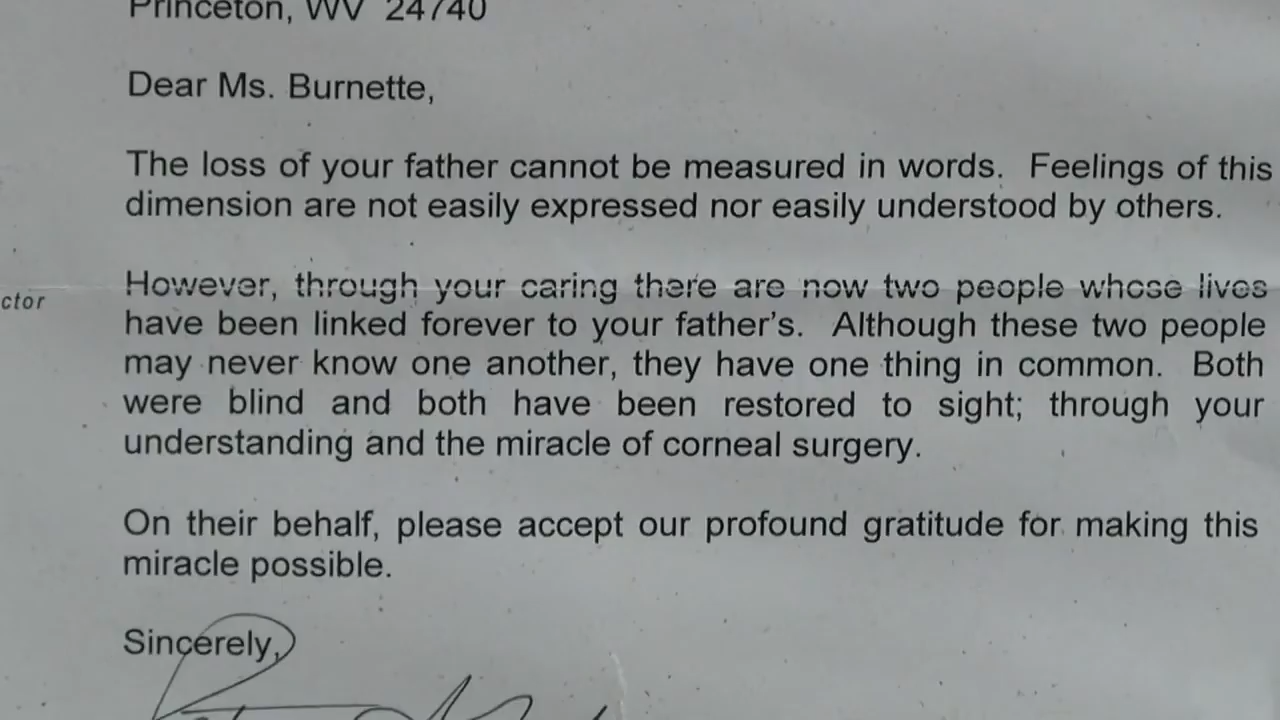 Princeton, WV 24740
Dear Ms. Burnette,
The loss of your father cannot be measured in words. Feelings of this
dimension are not easily expressed nor easily understood by others.
However, through your caring there are now two people whose lives
ctor
have been linked forever to your father's. Although these two people
may never know one another, they have one thing in common. Both
were blind and both have been restored to sight; through your
understanding and the miracle of corneal surgery.
On their behalf, please accept our profound gratitude for making this
miracle possible.
Sincerely,